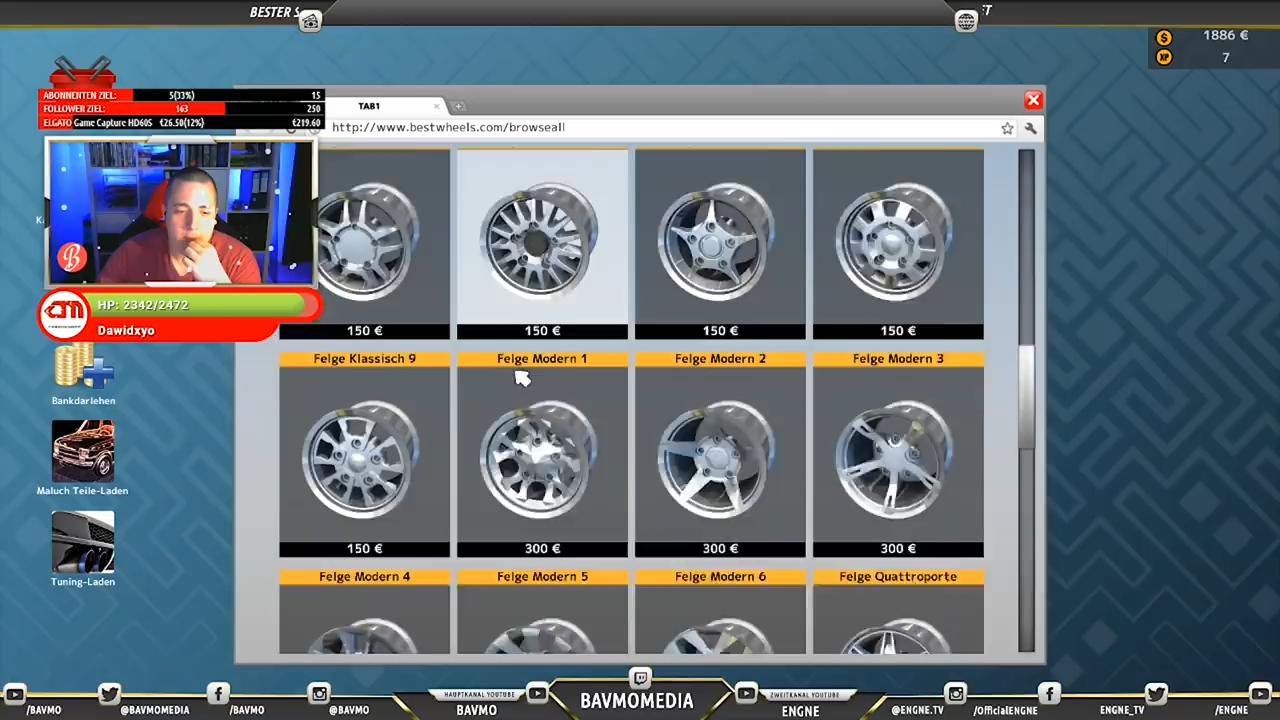 BESTER S
T
1886 €
7
ABONNENTEN ZIEL: 5(33%) 15
FOLLOWER ZIEL: 163 250
ELGATO Game Capture HD60S €26.50(12%) €219.60
TAB1
http://www.bestwheels.com/browseall
HP: 2342/2472
Dawidxyo
150 €
150 €
150 €
150 €
Felge Klassisch 9
Felge Modern 1
Felge Modern 2
Felge Modern 3
150 €
300 €
300 €
300 €
Felge Modern 4
Felge Modern 5
Felge Modern 6
Felge Quattroporte
Bankdarlehen
Maluch Teile-Laden
Tuning-Laden
/BAVMO
@BAVMOMEDIA
/BAVMO
@BAVMO
HAUPTKANAL YOUTUBE
BAVMO
BAVMOMEDIA
ZWEITKANAL YOUTUBE
ENGNE
@ENGNE.TV
/OfficialENGNE
ENGNE_TV
/ENGNE